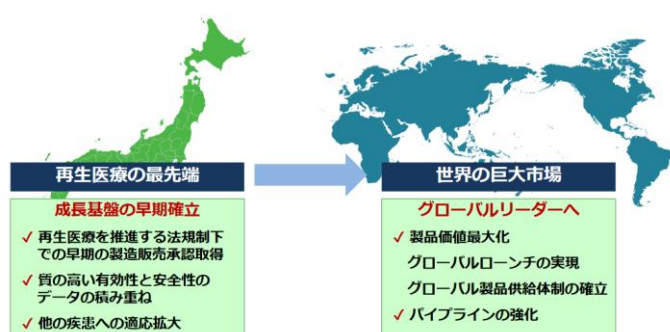 再生医療の最先端
成長基盤の早期確立
✓ 再生医療を推進する法規制下
での早期の製造販売承認取得
✓ 質の高い有効性と安全性の
データの積み重ね
✓ 他の疾患への適応拡大
世界の巨大市場
グローバルリーダーへ
✓ 製品価値最大化
グローバルローンチの実現
グローバル製品供給体制の確立
✓ パイプラインの強化